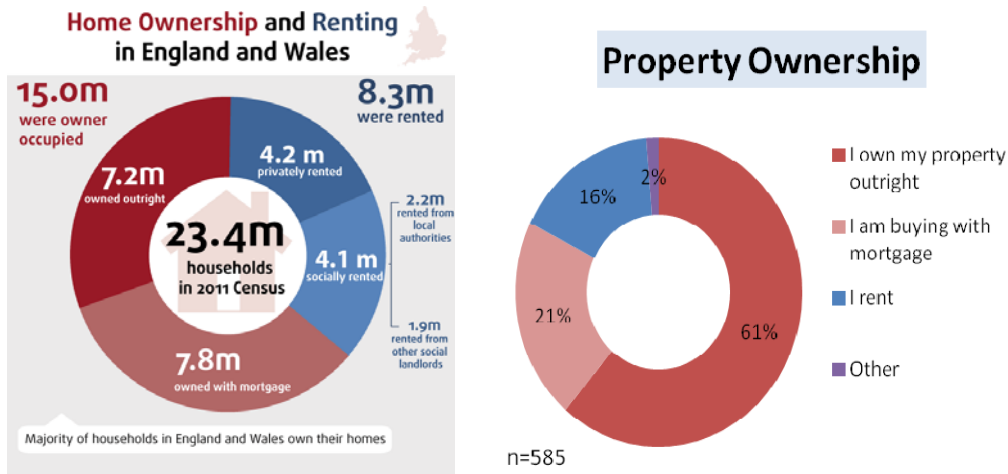 Home Ownership and Renting
in England and Wales
15.0m
were owner
occupied
8.3m
were rented
7.2m
owned outright
4.2 m
privately rented
2.2m
rented from
local
authorities
23.4m
households
in 2011 Census
4.1 m
socially rented
1.9m
rented from
other social
landlords
7.8m
owned with mortgage
Majority of households in England and Wales own their homes
Property Ownership
2%
16%
21%
61%
I own my property
outright
I am buying with
mortgage
I rent
Other
n=585